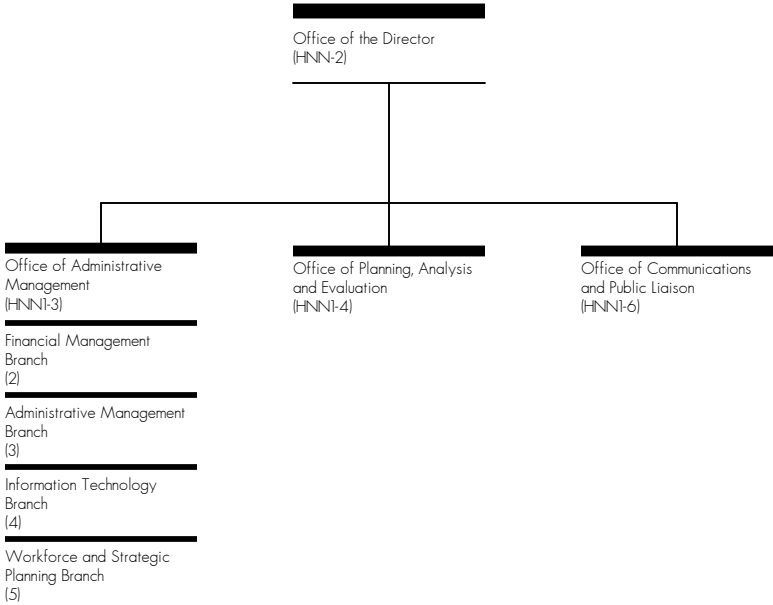 Office of the Director
(HNN-2)
Office of Administrative
Management
(HNN1-3)
Financial Management
Branch
(2)
Administrative Management
Branch
(3)
Information Technology
Branch
(4)
Workforce and Strategic
Planning Branch
(5)
Office of Planning, Analysis
and Evaluation
(HNN1-4)
Office of Communications
and Public Liaison
(HNN1-6)